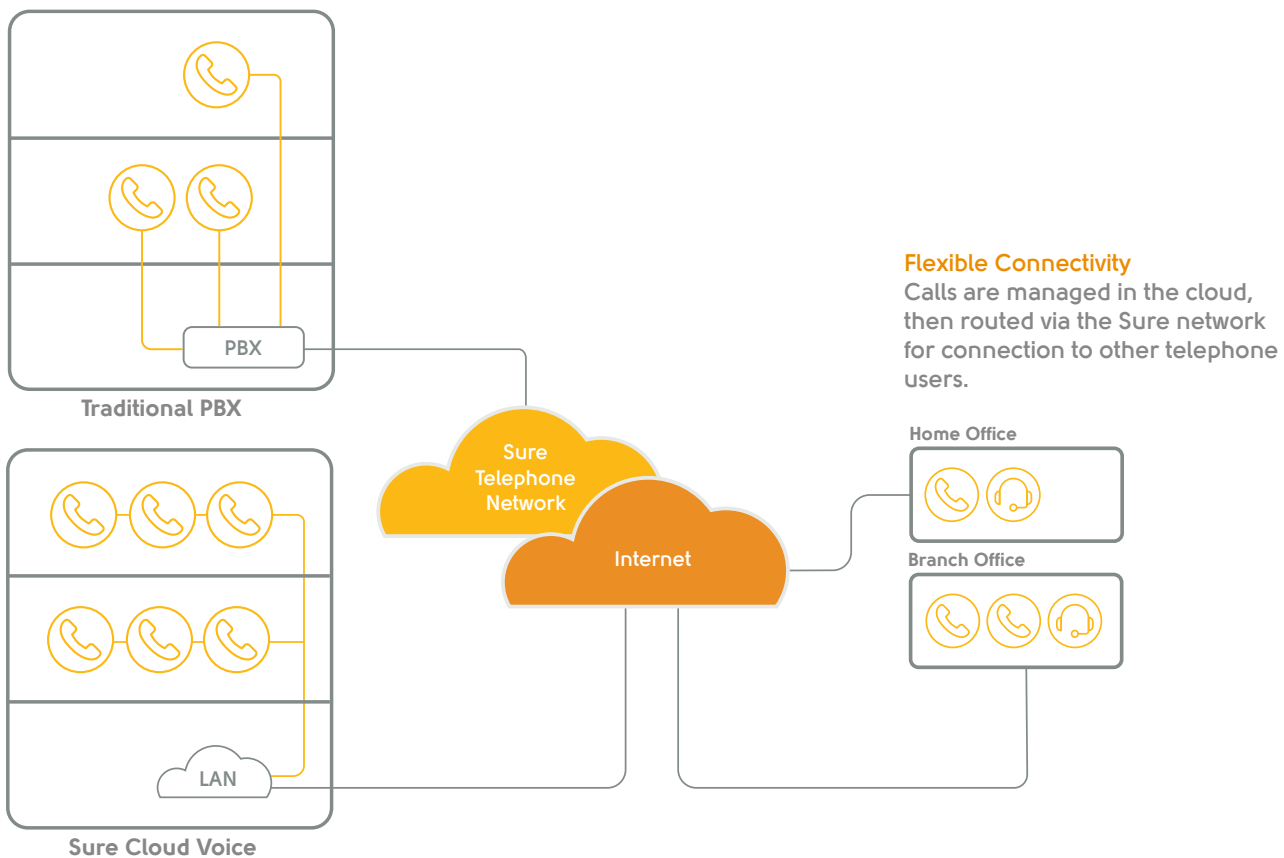 PBX
Traditional PBX
Flexible Connectivity
Calls are managed in the cloud,
then routed via the Sure network
for connection to other telephone
users.
Sure
Telephone
Network
Internet
Home Office
Branch Office
LAN
Sure Cloud Voice